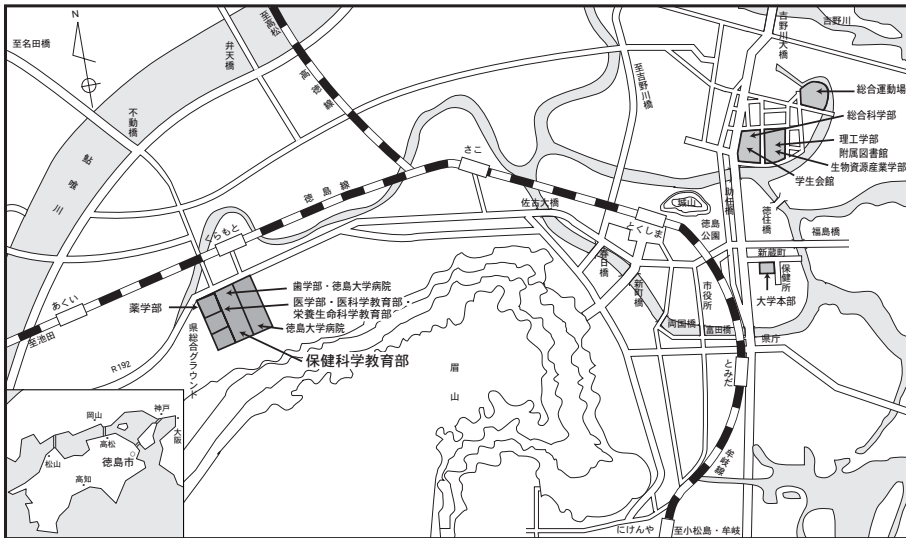 N
至名田橋
弁天橋
至高松
高徳線
不動橋
鮎喰川
徳島線
さこ
佐古大橋
至吉野川橋
吉野川大橋
吉野川
総合運動場
総合科学部
理工学部
附属図書館
生物資源産業学部
学生会館
助任橋
徳住橋
城山
徳島
公園
福島橋
新蔵町
保健所
大学本部
とくしま
春日橋
新町橋
市役所
両国橋
富田橋
県庁
とみだ
くらもと
あくい
至池田
薬学部
歯学部・徳島大学病院
医学部・医科学教育部・
栄養生命科学教育部
徳島大学病院
保健科学教育部
県総合グラウンド
R192
眉山
牟岐線
にけんや
至小松島・牟岐
岡山
神戸
大阪
高松
松山
徳島市
高知